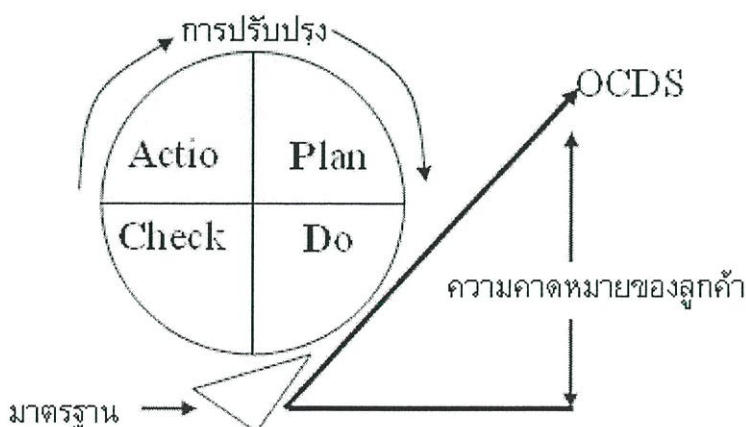 การปรับปรุง
OCDS
Actio Plan
Check Do
ความคาดหมายของลูกค้า
มาตรฐาน